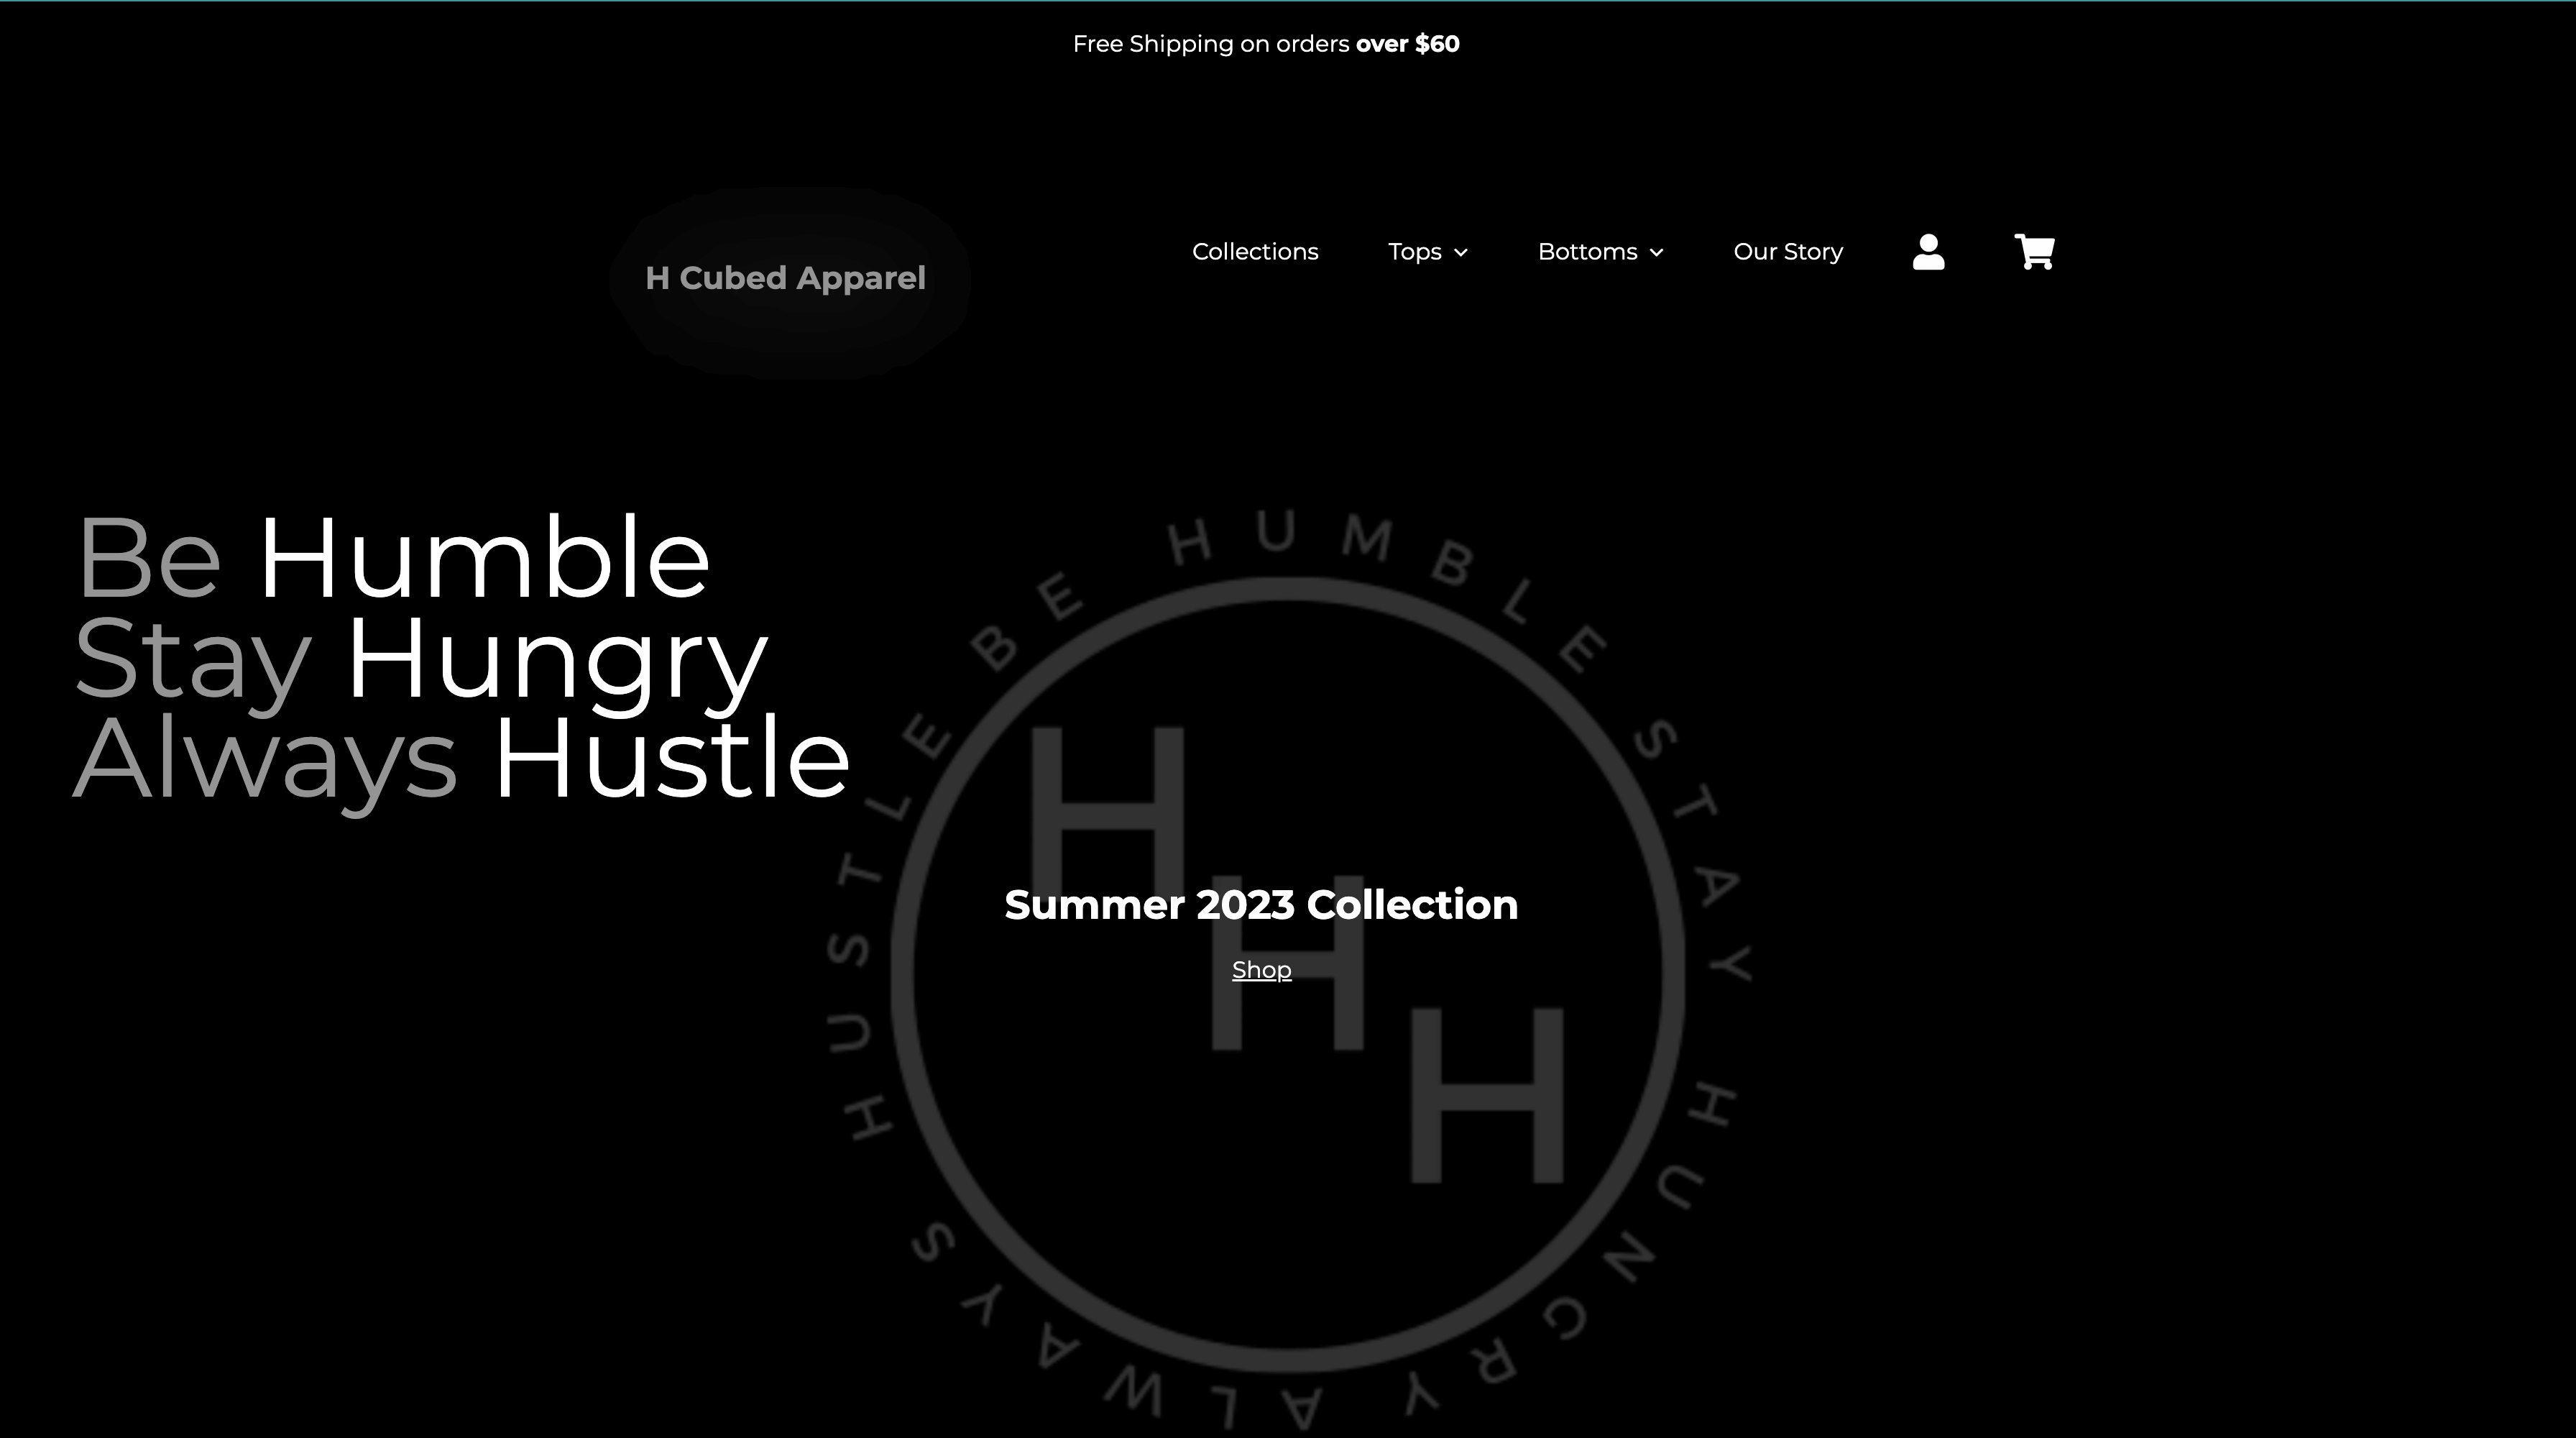 Free Shipping on orders over $60
H Cubed Apparel
Collections
Tops
Bottoms
Our Story
Be Humble
Stay Hungry
Always Hustle
BE HUMBLE STAY HUNGRY ALWAYS HUSTLE
H
H
H
Summer 2023 Collection
Shop